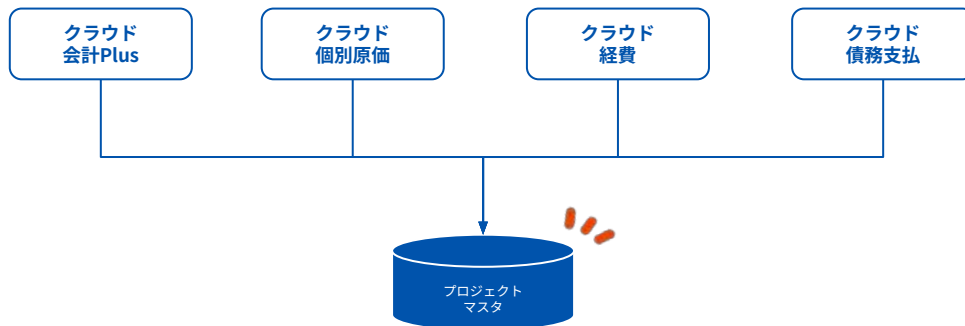 クラウド
会計Plus
クラウド
個別原価
クラウド
経費
クラウド
債務支払
プロジェクト
マスタ